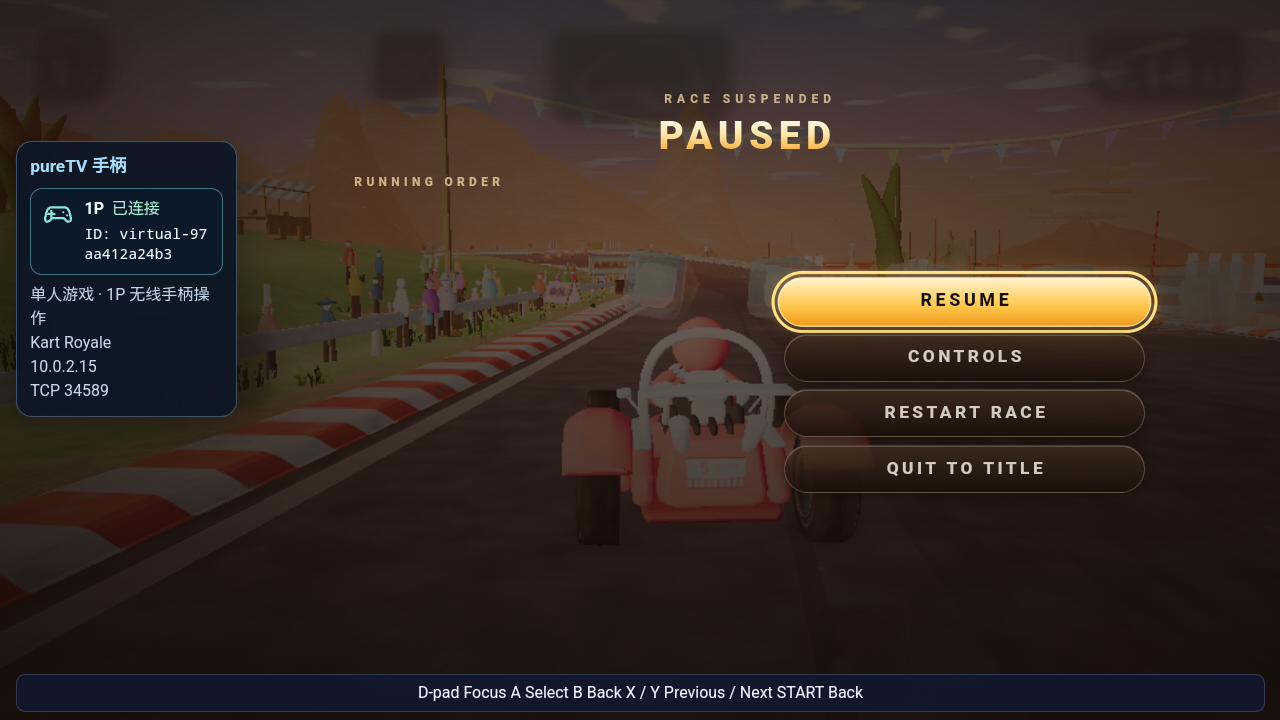 RACE SUSPENDED
PAUSED
RUNNING ORDER
pureTV 手柄
1P 已连接
ID: virtual-97
aa412a24b3
单人游戏 · 1P 无线手柄操
作
Kart Royale
10.0.2.15
TCP 34589
RESUME
CONTROLS
RESTART RACE
QUIT TO TITLE
D-pad Focus A Select B Back X / Y Previous / Next START Back